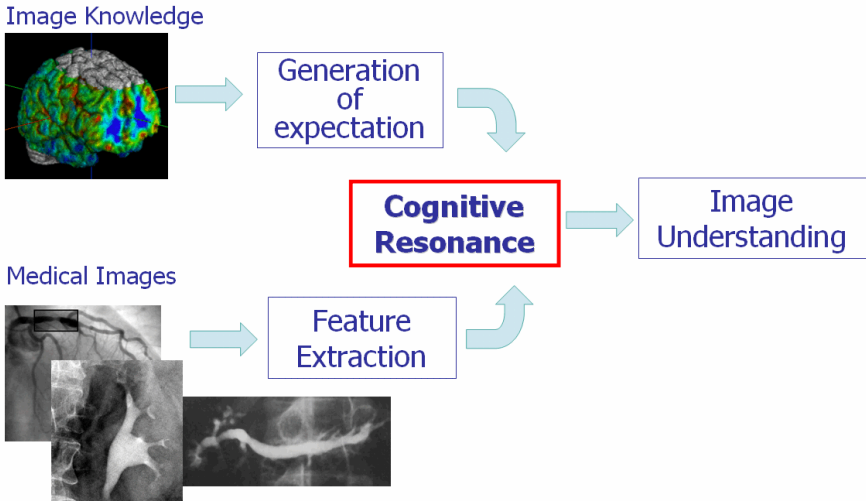 Image Knowledge
Generation
of
expectation
Cognitive
Resonance
Image
Understanding
Medical Images
Feature
Extraction